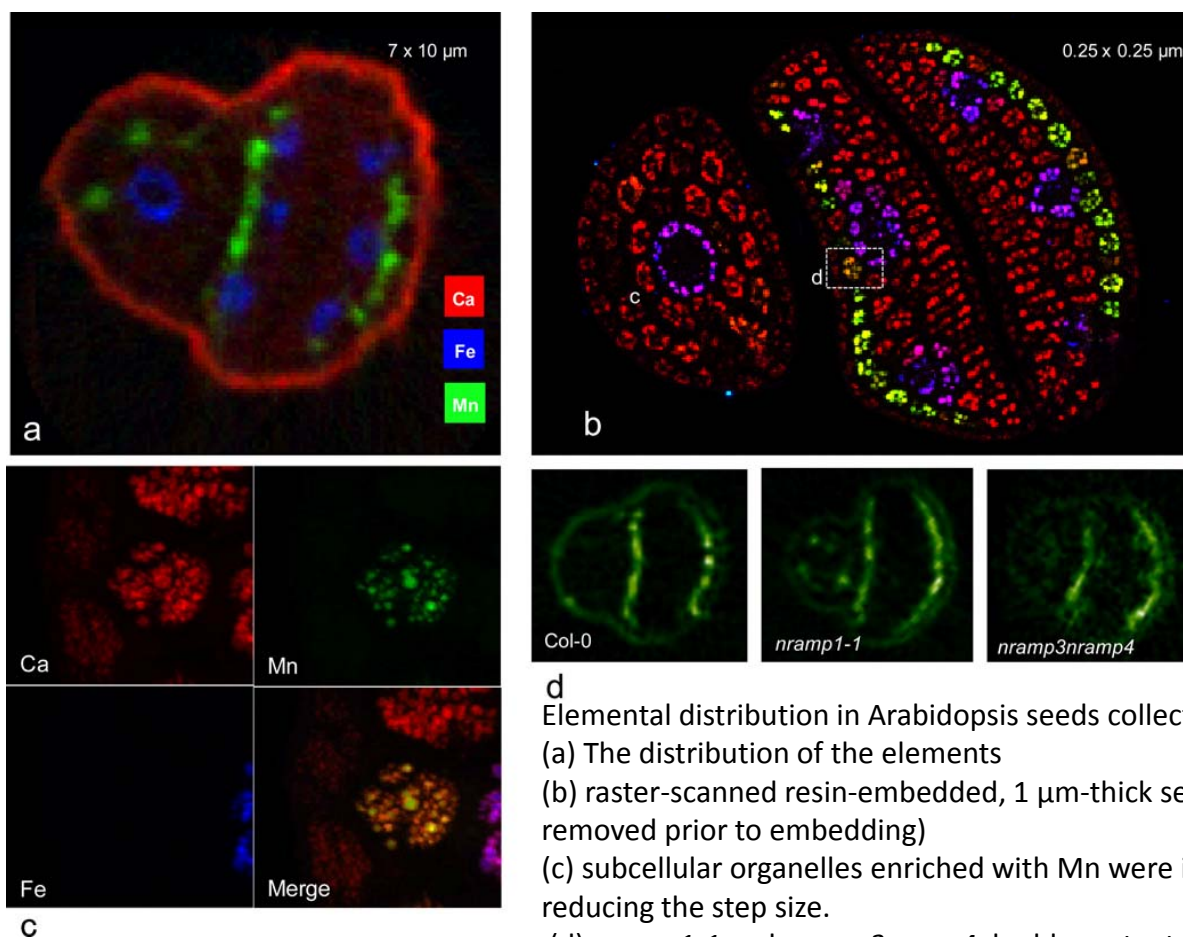 7 x 10 μm
Ca
Fe
Mn
a
0.25 x 0.25 μm
d
c
b
Ca
Mn
Fe
Merge
c
Col-0
nramp1-1
nramp3nramp4
d
Elemental distribution in Arabidopsis seeds
(a) The distribution of the elements
(b) raster-scanned resin-embedded, 1 μm-thick
removed prior to embedding)
(c) subcellular organelles enriched with Mn were
reducing the step size.